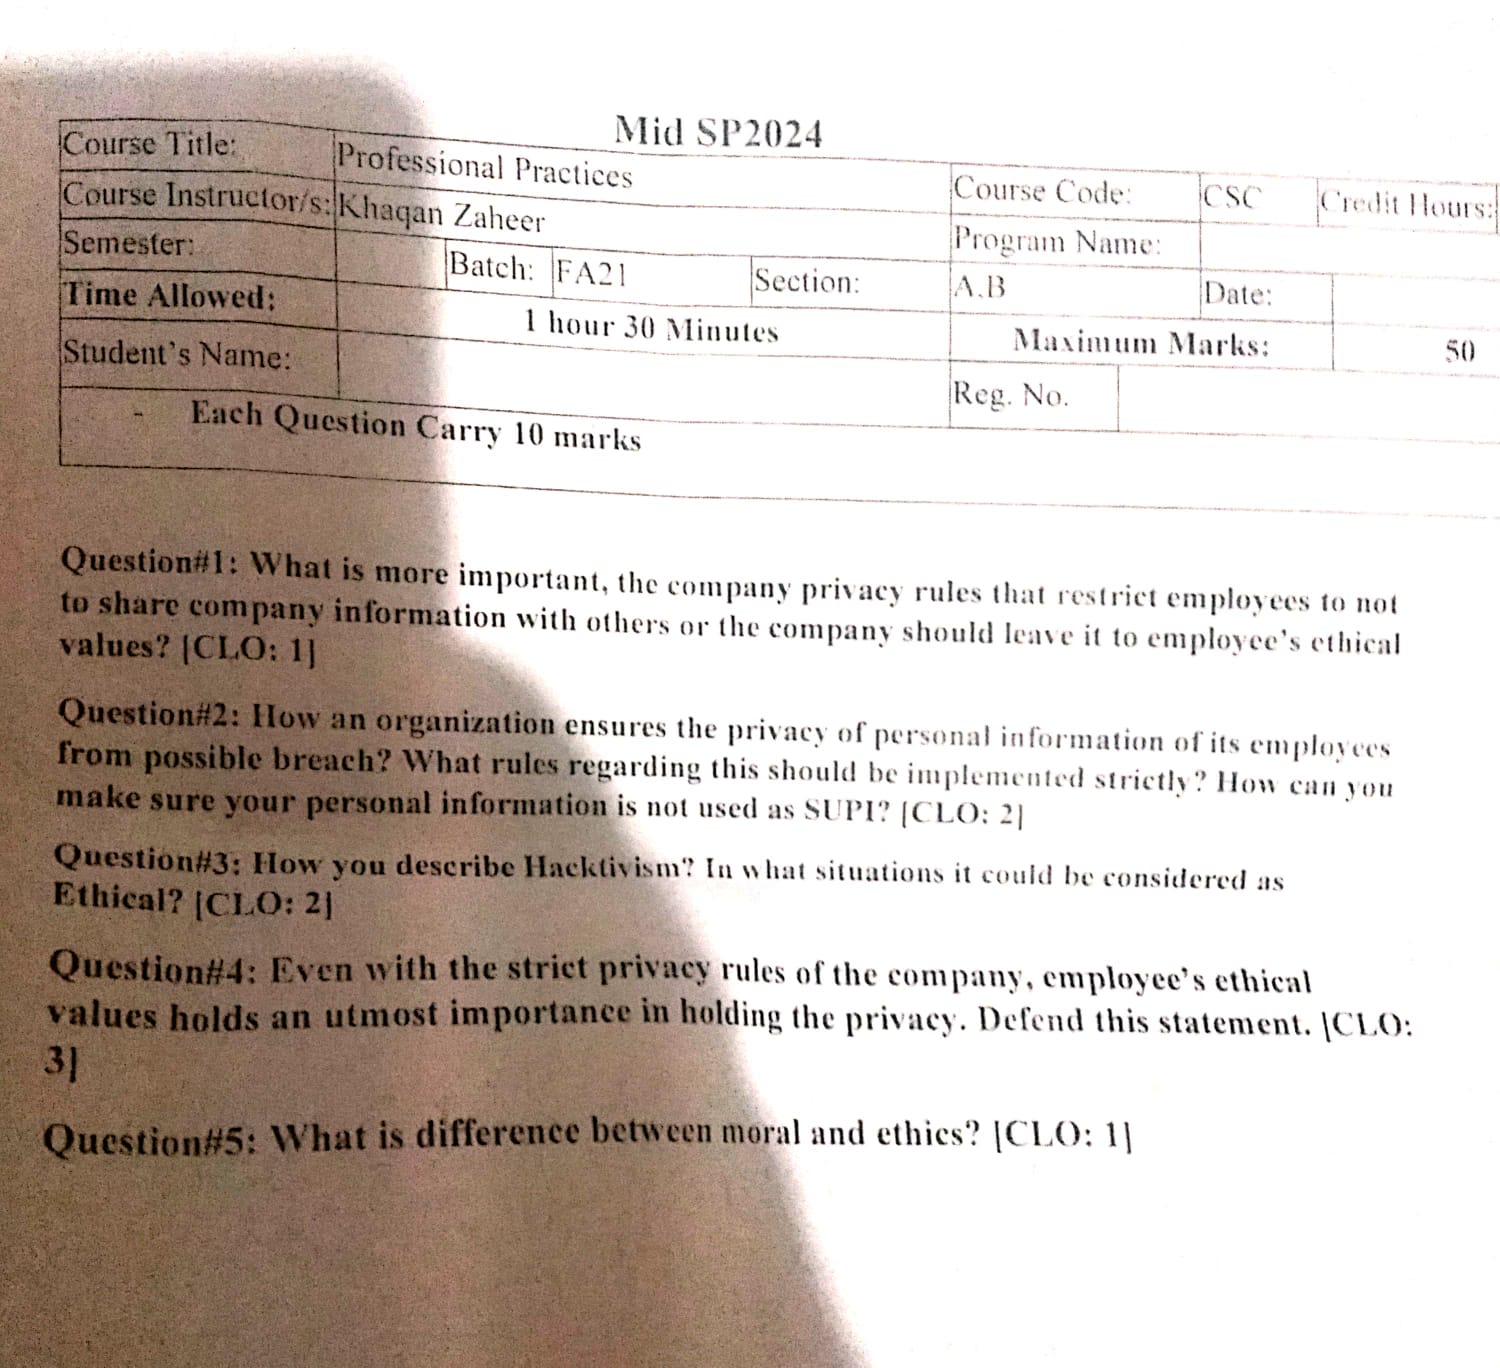 Mid SP2024
Course Title: Professional Practices Course Code: CSC Credit Hours:
Course Instructor/s: Khaqan Zaheer Program Name:
Semester: Batch: FA21 Section: A.B Date:
Time Allowed: 1 hour 30 Minutes Maximum Marks: 50
Student's Name: Reg. No.
- Each Question Carry 10 marks
Question#1: What is more important, the company privacy rules that restrict employees to not
to share company information with others or the company should leave it to employee's ethical
values? [CLO: 1]
Question#2: How an organization ensures the privacy of personal information of its employees
from possible breach? What rules regarding this should be implemented strictly? How can you
make sure your personal information is not used as SUPI? [CLO: 2]
Question#3: How you describe Hacktivism? In what situations it could be considered as
Ethical? [CLO: 2]
Question#4: Even with the strict privacy rules of the company, employee's ethical
values holds an utmost importance in holding the privacy. Defend this statement. [CLO:
3]
Question#5: What is difference between moral and ethics? [CLO: 1]